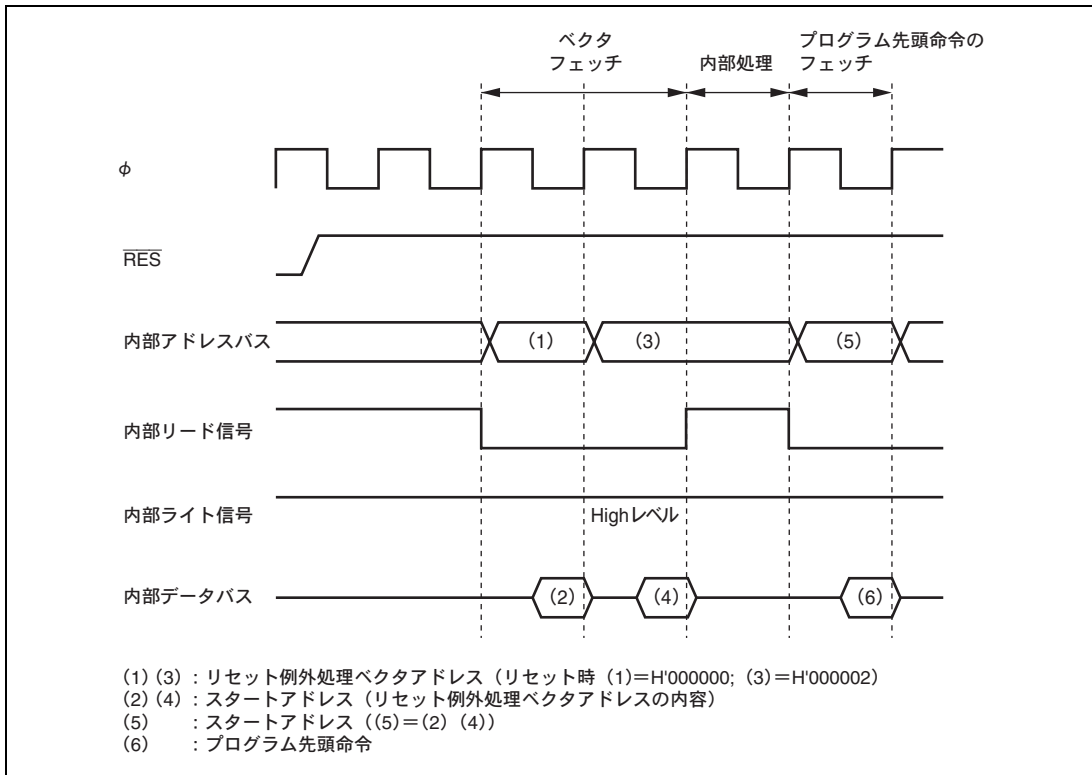 ベクタ
フェッチ
内部処理
プログラム先頭命令の
フェッチ
φ
RES
内部アドレスバス
(1)
(3)
(5)
内部リード信号
内部ライト信号
Highレベル
内部データバス
(2)
(4)
(6)
(1)(3) : リセット例外処理ベクタアドレス（リセット時 (1)=H'000000; (3)=H'000002）
(2)(4) : スタートアドレス（リセット例外処理ベクタアドレスの内容）
(5) : スタートアドレス（(5)=(2) (4)）
(6) : プログラム先頭命令